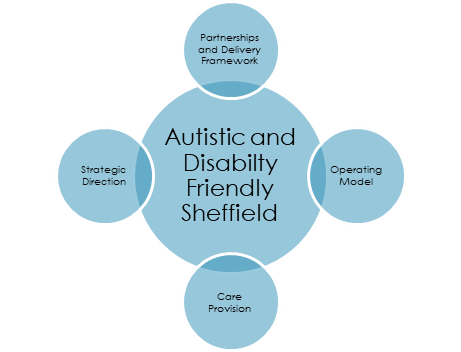 Partnerships
and Delivery
Framework
Autistic and
Disabilty
Friendly
Sheffield
Strategic
Direction
Operating
Model
Care
Provision